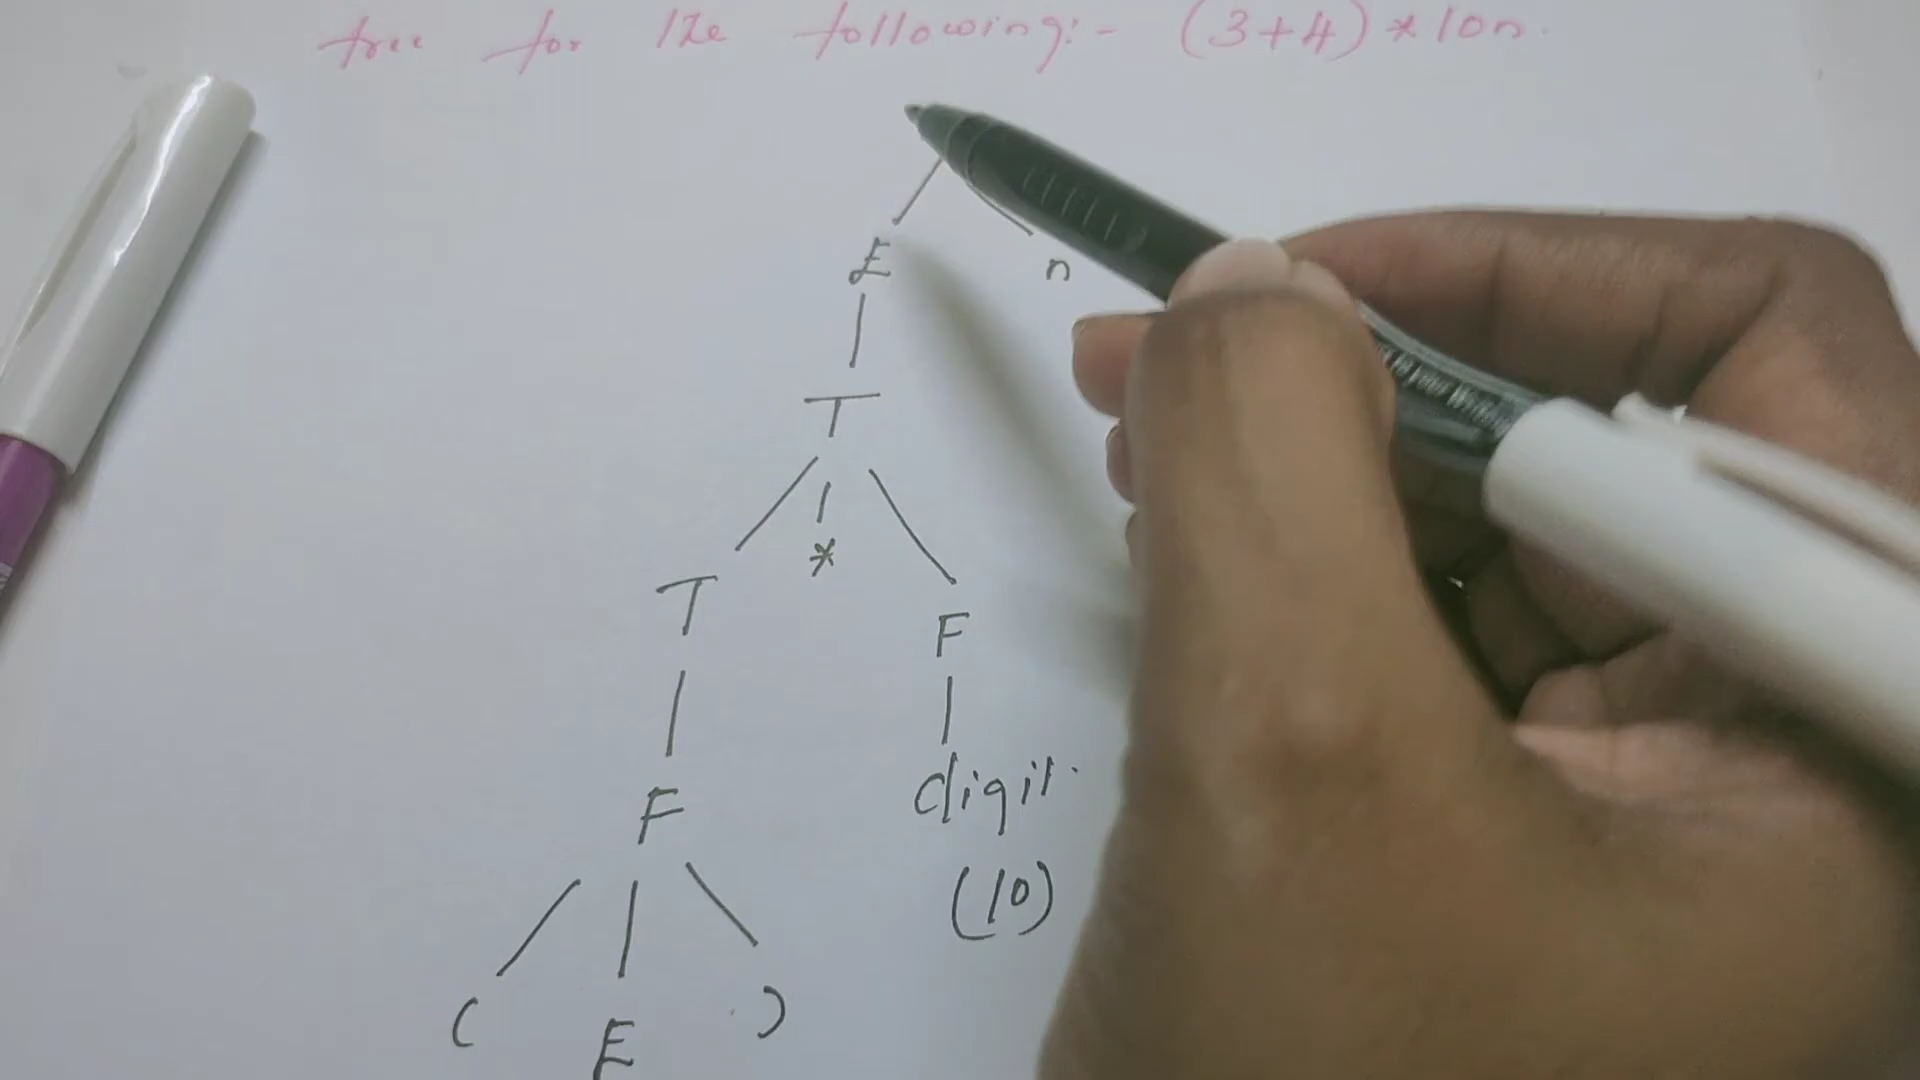 tree for the following:- (3+4)*10n.
E n
T
T * F
F digit
(10)
( E )